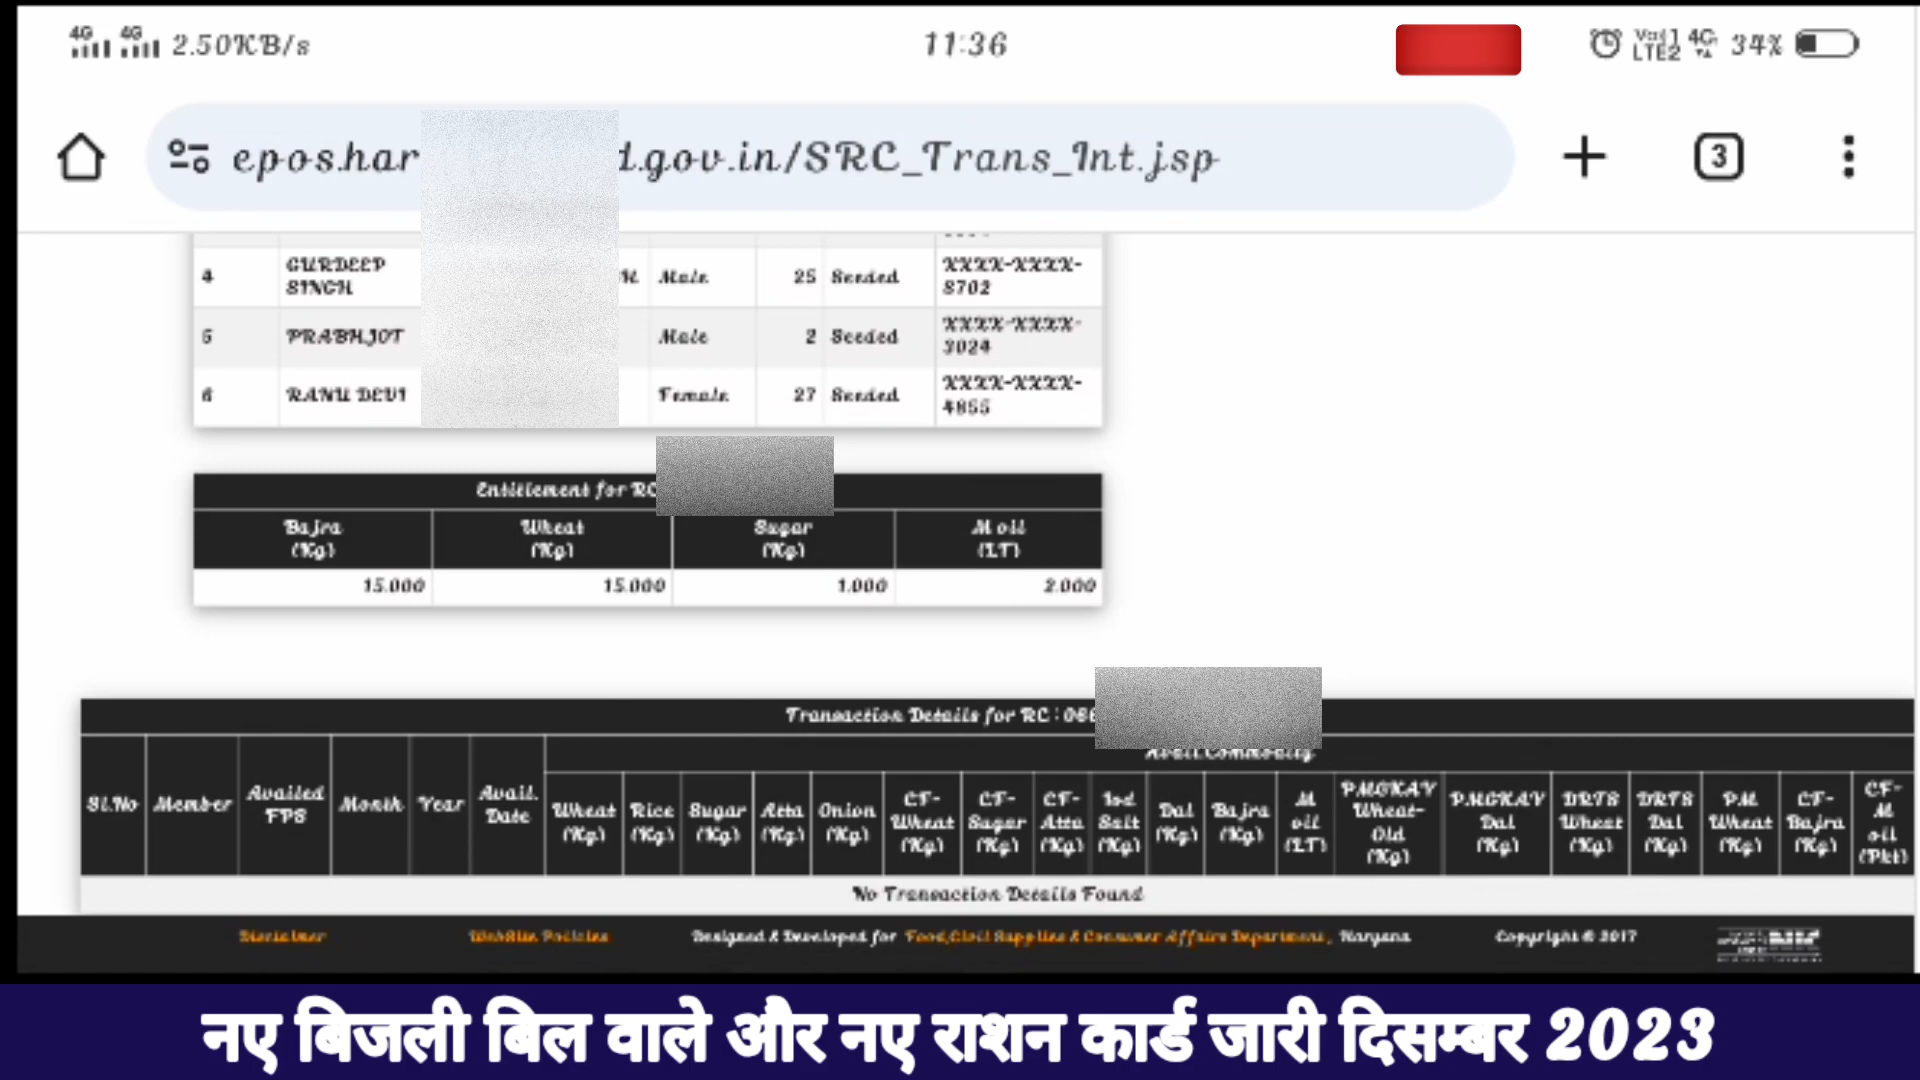 4G 4G 2.50KB/s 11:36 LTE2 4G 34%
epos.har d.gov.in/SRC_Trans_Int.jsp 3
4 GURDEEP SINGH H Male 25 Seeded XXXX-XXXX-8702
5 PRABHJOT Male 2 Seeded XXXX-XXXX-3024
6 RANU DEVI Female 27 Seeded XXXX-XXXX-4855
Entitlement for RC
Bajra (Kg) Wheat (Kg) Sugar (Kg) M oil (LT)
15.000 15.000 1.000 2.000
Transaction Details for RC : 066
Avail.Commodity
Sl.No Member Availed FPS Month Year Avail. Date Wheat (Kg) Rice (Kg) Sugar (Kg) Atta (Kg) Onion (Kg) CF-Wheat (Kg) CF-Sugar (Kg) CF-Atta (Kg) Iod Salt (Kg) Dal (Kg) Bajra (Kg) M oil (LT) PMGKAY Wheat-Old (Kg) PMGKAY Dal (Kg) DRTS Wheat (Kg) DRTS Dal (Kg) PM Wheat (Kg) CF-Bajra (Kg) CF-M oil (Pkt)
No Transaction Details Found
Disclaimer WebSite Policies Designed & Developed for Food,Civil Supplies & Consumer Affairs Department, Haryana Copyright © 2017
नए बिजली बिल वाले और नए राशन कार्ड जारी दिसम्बर 2023